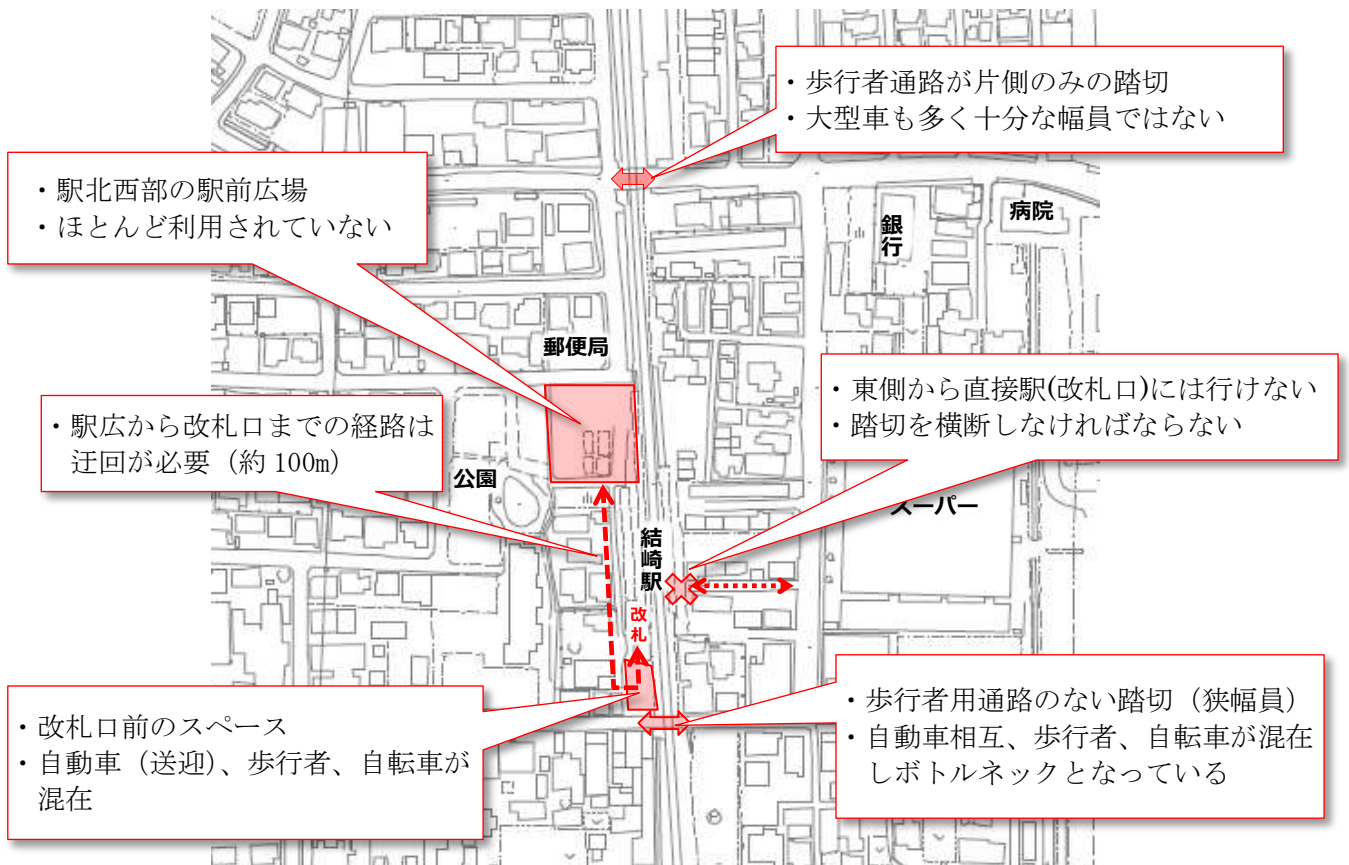 ・歩行者通路が片側のみの踏切
・大型車も多く十分な幅員ではない
・駅北西部の駅前広場
・ほとんど利用されていない
病院
銀行
郵便局
・東側から直接駅(改札口)には行けない
・踏切を横断しなければならない
・駅広から改札口までの経路は
迂回が必要（約 100m）
公園
スーパー
結崎駅
改札
・改札口前のスペース
・自動車（送迎）、歩行者、自転車が
混在
・歩行者用通路のない踏切（狭幅員）
・自動車相互、歩行者、自転車が混在
しボトルネックとなっている